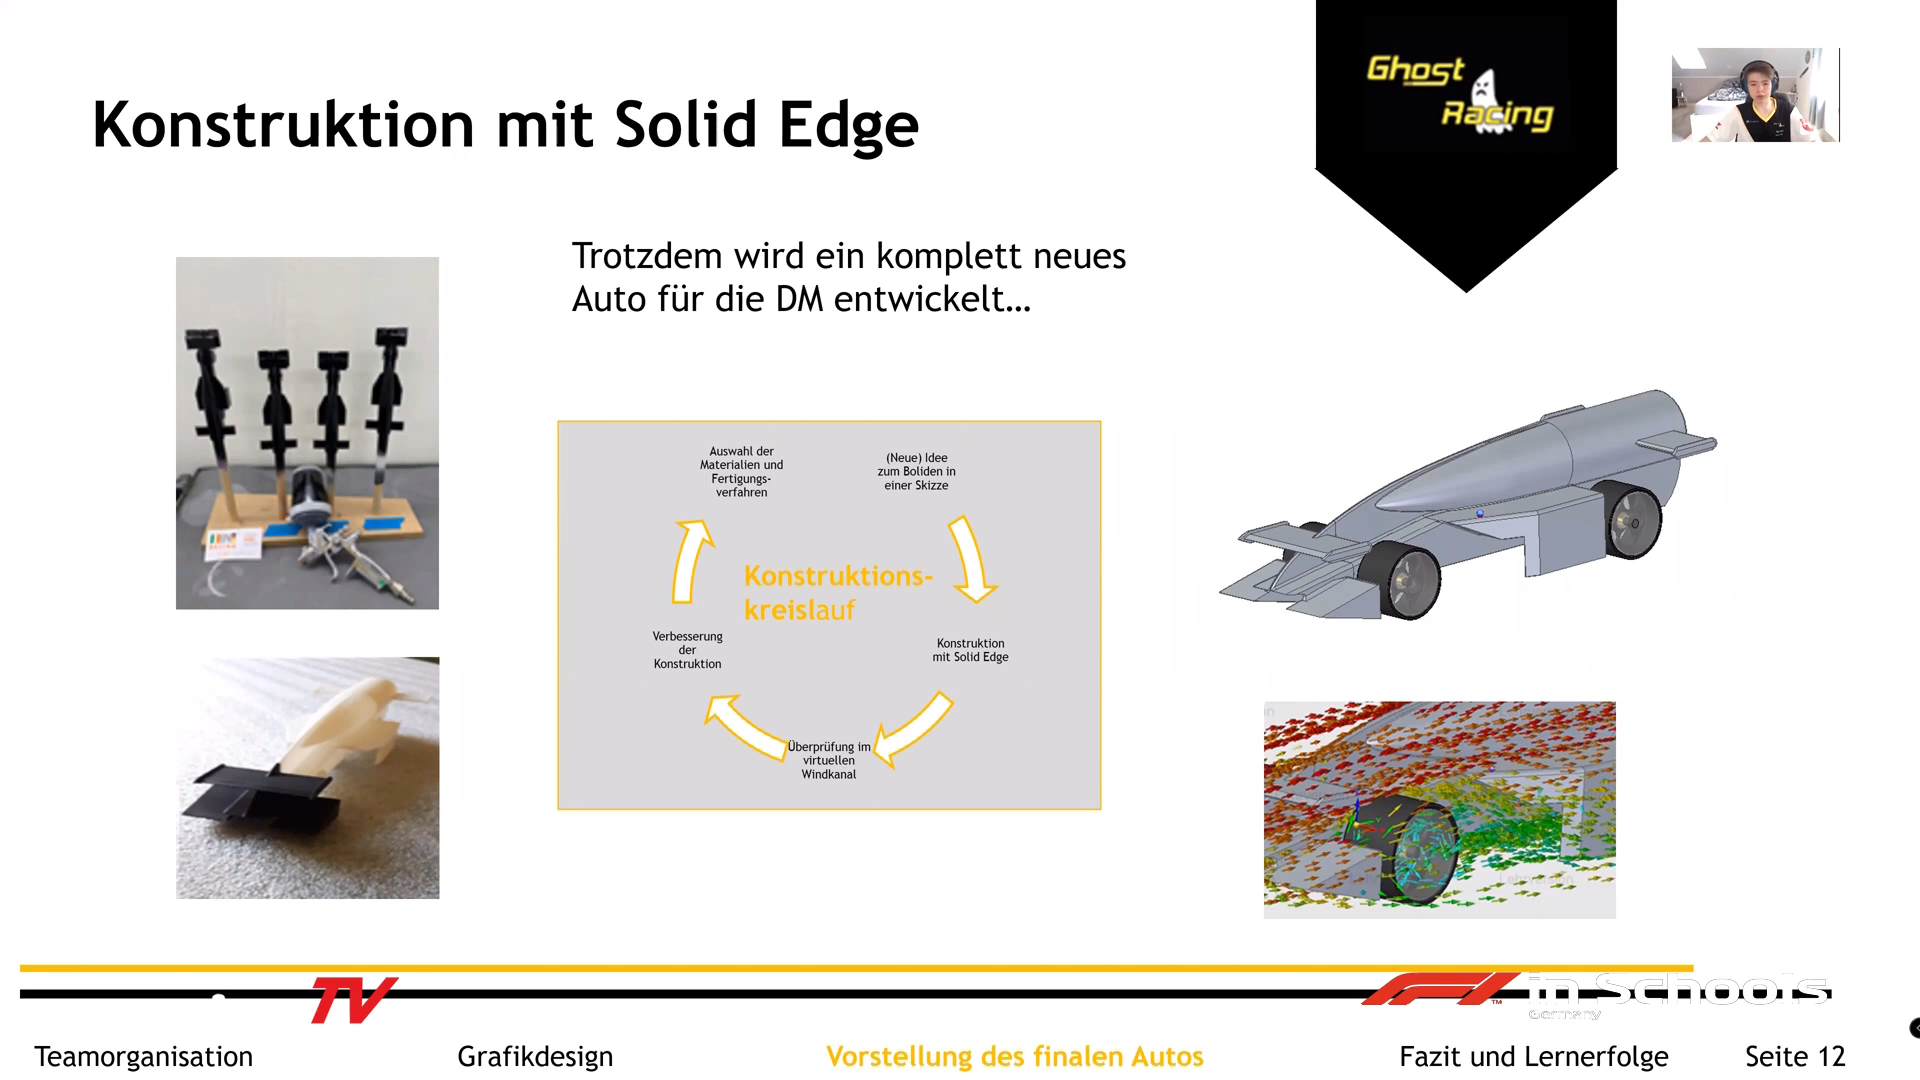 Ghost
Racing
Konstruktion mit Solid Edge
Trotzdem wird ein komplett neues
Auto für die DM entwickelt…
Auswahl der
Materialien und
Fertigungs-
verfahren
(Neue) Idee
zum Boliden in
einer Skizze
Konstruktions-
kreislauf
Verbesserung
der
Konstruktion
Konstruktion
mit Solid Edge
Überprüfung im
virtuellen
Windkanal
Lehrversion
TV
F1 ™ in Schools
Germany
Teamorganisation
Grafikdesign
Vorstellung des finalen Autos
Fazit und Lernerfolge
Seite 12